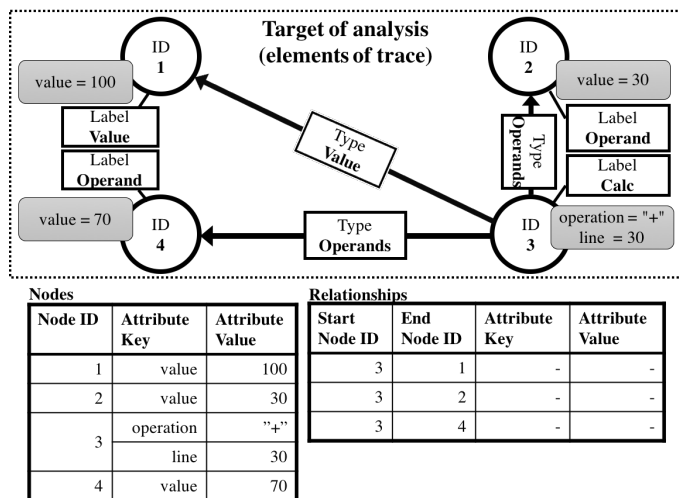 Target of analysis
(elements of trace)
ID
1
ID
2
value = 100
value = 30
Label
Value
Label
Operand
Type
Value
Type
Operands
Label
Operand
Label
Calc
value = 70
ID
4
Type
Operands
ID
3
operation = "+"
line = 30
Nodes
Node ID Attribute Key Attribute Value
1 value 100
2 value 30
3 operation ”+”
line 30
4 value 70
Relationships
Start Node ID End Node ID Attribute Key Attribute Value
3 1 - -
3 2 - -
3 4 - -